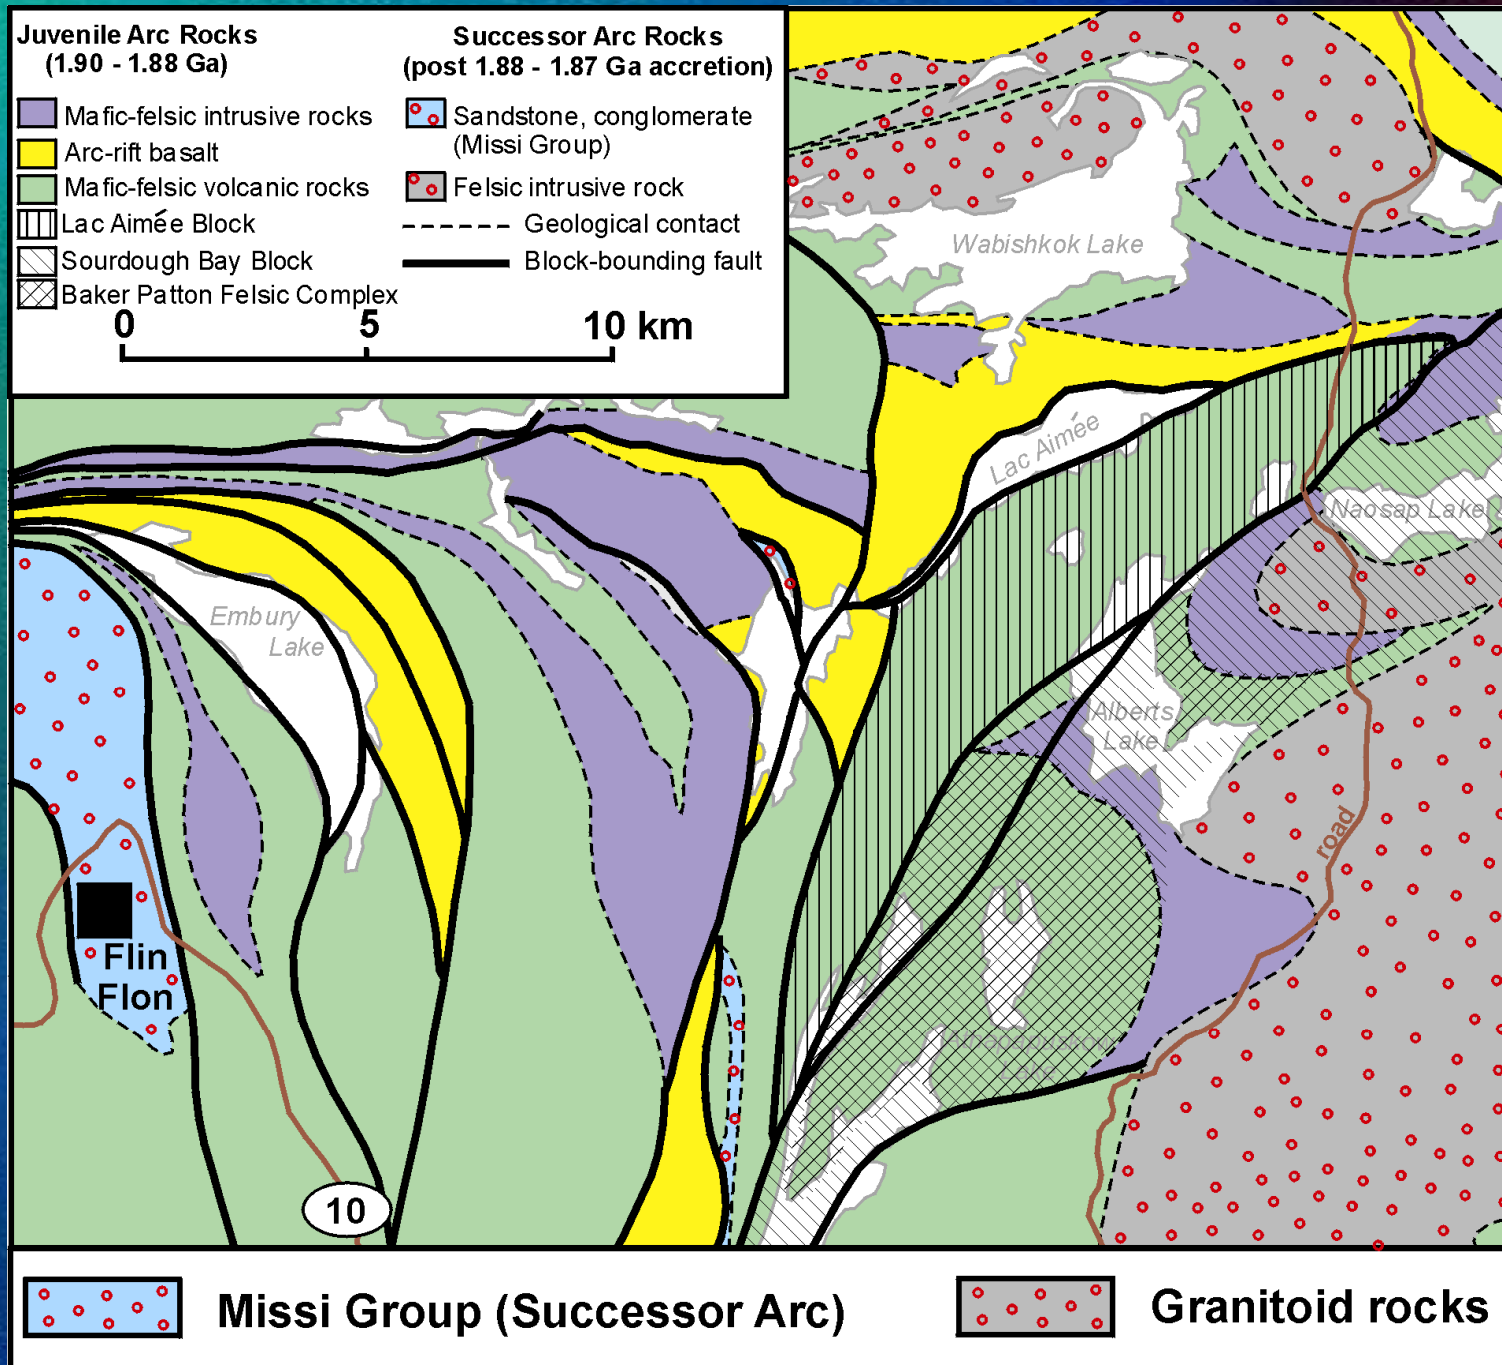 Juvenile Arc Rocks
(1.90 - 1.88 Ga)
Mafic-felsic intrusive rocks
Arc-rift basalt
Mafic-felsic volcanic rocks
Lac Aimée Block
Sourdough Bay Block
Baker Patton Felsic Complex
Successor Arc Rocks
(post 1.88 - 1.87 Ga accretion)
Sandstone, conglomerate
(Missi Group)
Felsic intrusive rock
Geological contact
Block-bounding fault
0 5 10 km
Wabishkok Lake
Lac Aimée
Naosap Lake
Embury
Lake
Alberts
Lake
road
Flin
Flon
Athapapuskow
Lake
10
Missi Group (Successor Arc)
Granitoid rocks